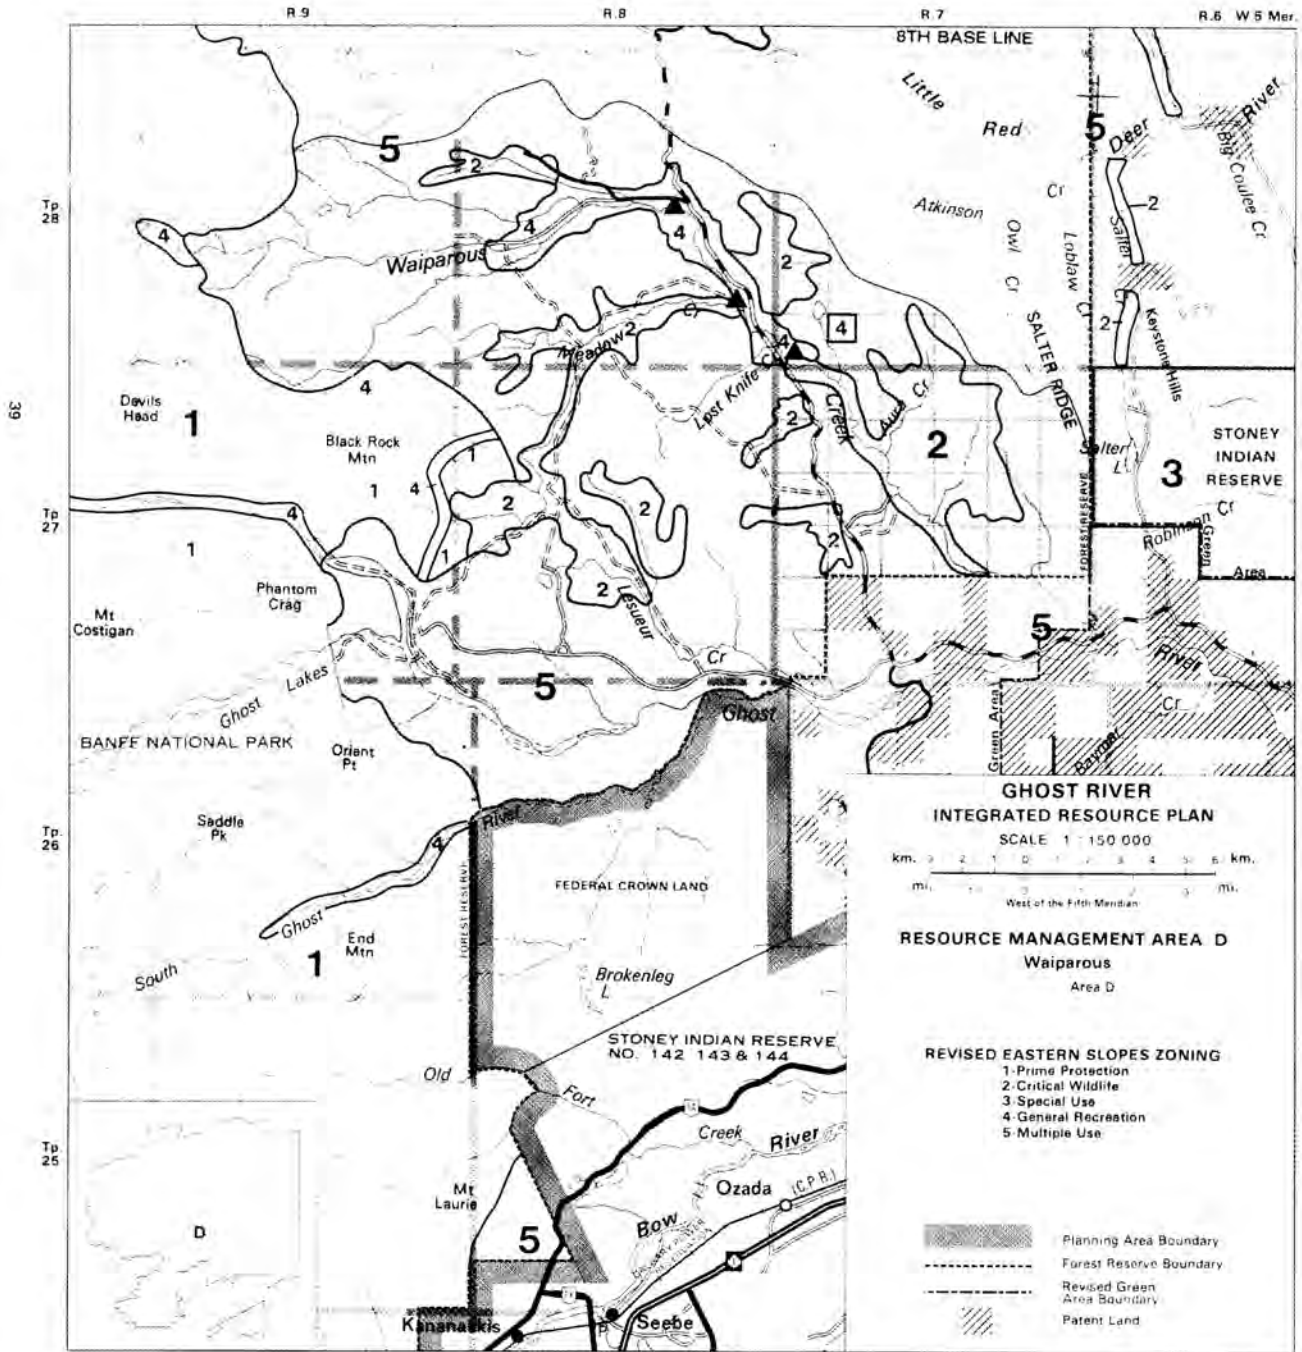 R.9
R.8
R.7
R.6 W 5 Mer.
8TH BASE LINE
Little
Red
Deer
River
Big Coulee Cr
5
5
2
Tp.
28
Atkinson
Cr
Owl
Cr
Loblaw
Cr
Salter
Cr
2
4
4
4
2
Waiparous
2
Meadow
Cr
4
4
SALTER RIDGE
2
Keystone Hills
39
Devils
Head
1
4
Lost Knife
Creek
Aura Cr
2
2
Black Rock
Mtn
1
4
1
2
2
Salter
L
3
STONEY
INDIAN
RESERVE
Tp
27
4
1
1
2
FOREST RESERVE
Robinson Cr
Green
Area
Phantom
Crag
2
Lesueur
Cr
Mt
Costigan
5
River
Ghost Lakes
5
Ghost
Green Area
Cr
Baymar
BANFF NATIONAL PARK
Orient
Pt
GHOST RIVER
INTEGRATED RESOURCE PLAN
SCALE 1 : 150 000
Saddle
Pk
River
Tp
26
4
km.
km.
mi.
mi.
West of the Fifth Meridian
FEDERAL CROWN LAND
FOREST RESERVE
Ghost
End
Mtn
1
South
RESOURCE MANAGEMENT AREA D
Waiparous
Area D
Brokenleg
L
STONEY INDIAN RESERVE
NO. 142 143 & 144
REVISED EASTERN SLOPES ZONING
1-Prime Protection
2-Critical Wildlife
3-Special Use
4-General Recreation
5-Multiple Use
Old
Fort
Creek
River
Tp
25
Mt
Laurie
Ozada
(C.P.R.)
Bow
D
5
Planning Area Boundary
Forest Reserve Boundary
Revised Green
Area Boundary
Patent Land
Kananaskis
Seebe